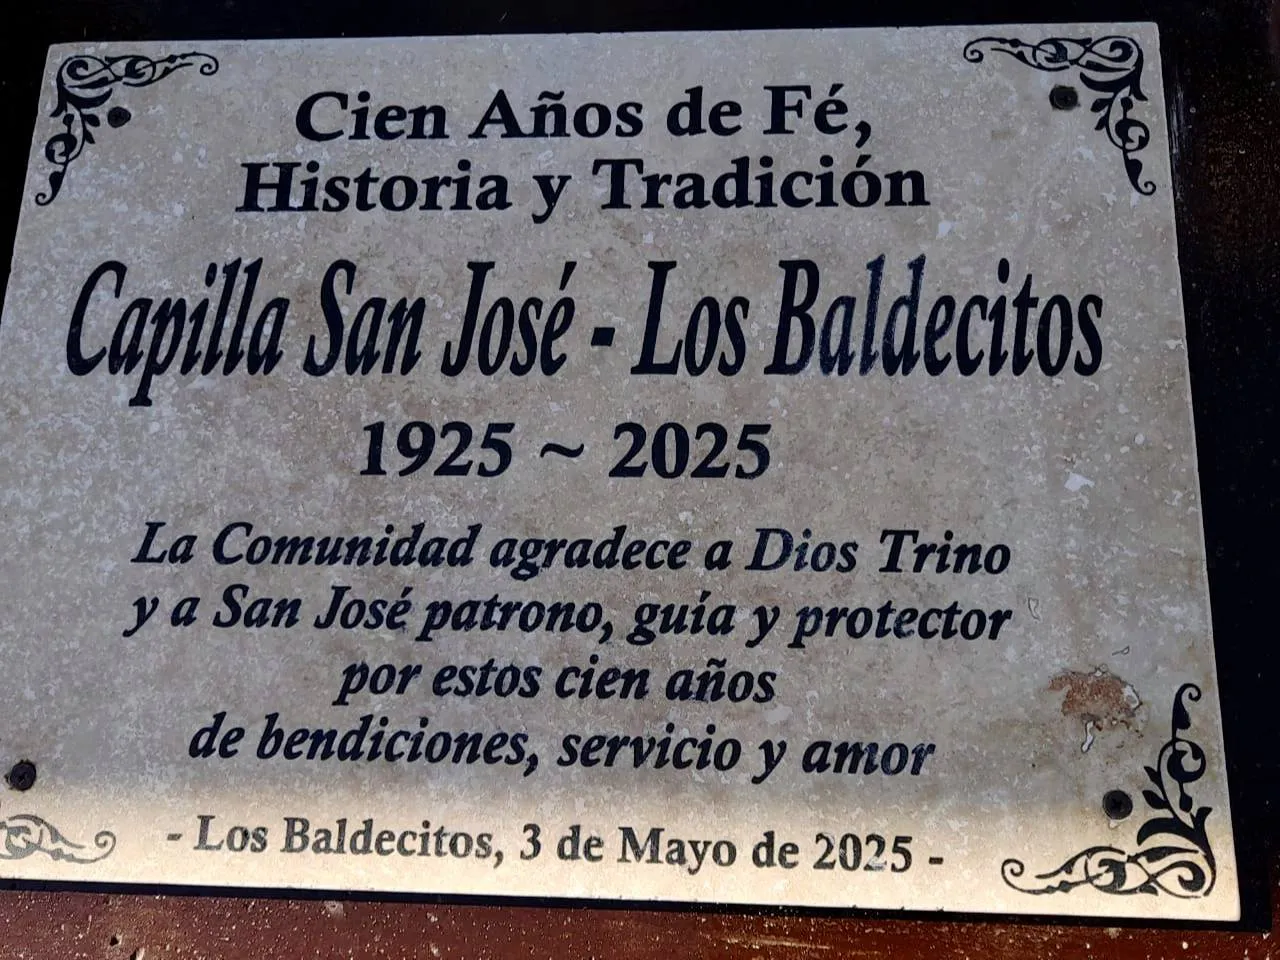 Cien Años de Fé,
Historia y Tradición
Capilla San José - Los Baldecitos
1925 ~ 2025
La Comunidad agradece a Dios Trino
y a San José patrono, guía y protector
por estos cien años
de bendiciones, servicio y amor
- Los Baldecitos, 3 de Mayo de 2025 -